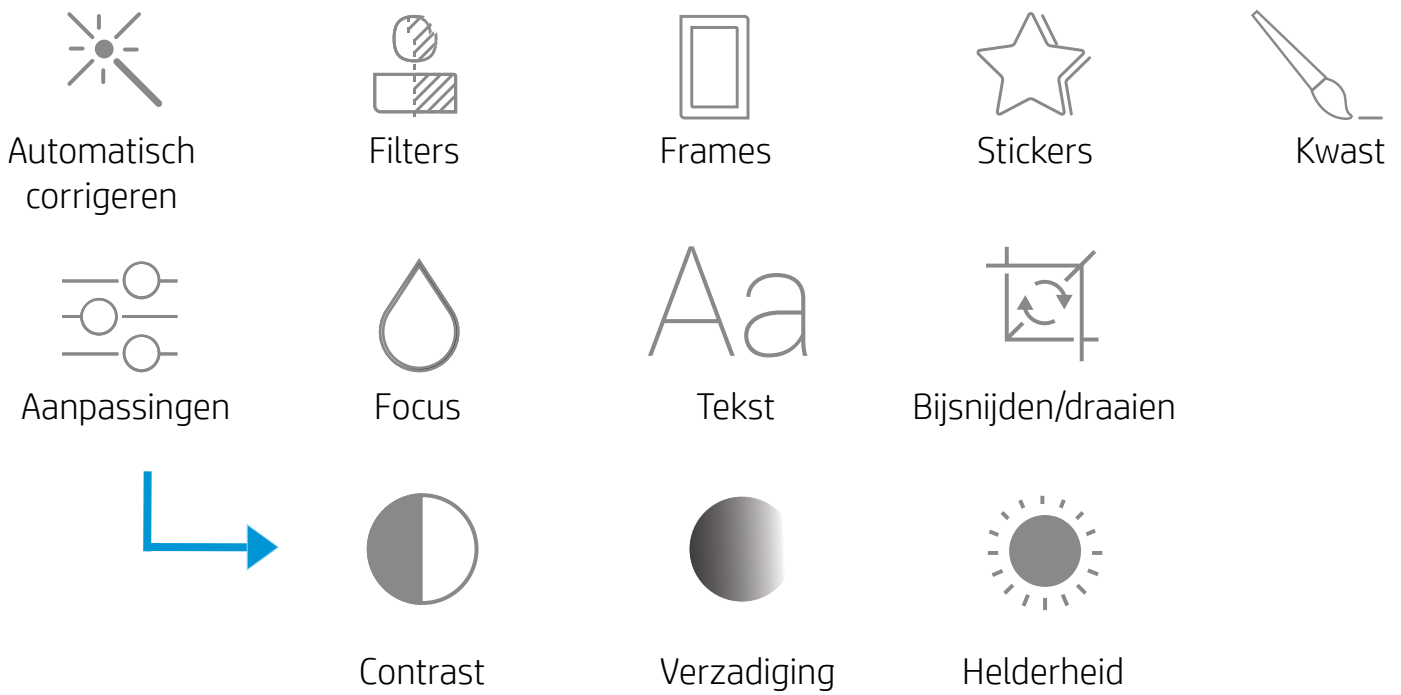 Automatisch
corrigeren
Filters
Frames
Stickers
Kwast
Aanpassingen
Focus
Aa
Tekst
Bijsnijden/draaien
Contrast
Verzadiging
Helderheid